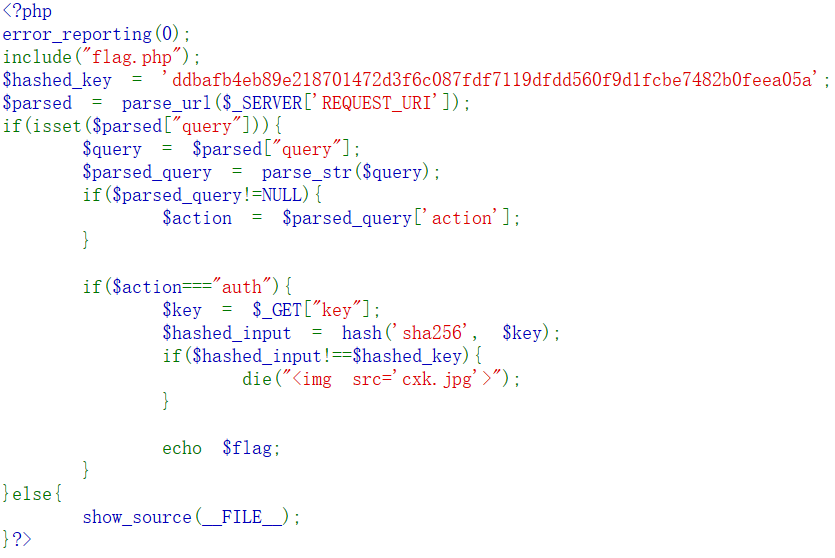 <?php
error_reporting(0);
include("flag.php");
$hashed_key = 'ddbafb4eb89e218701472d3f6c087fdf7119dfdd560f9d1fcbe7482b0feea05a';
$parsed = parse_url($_SERVER['REQUEST_URI']);
if(isset($parsed["query"])){
$query = $parsed["query"];
$parsed_query = parse_str($query);
if($parsed_query!=NULL){
$action = $parsed_query['action'];
}
if($action==="auth"){
$key = $_GET["key"];
$hashed_input = hash('sha256', $key);
if($hashed_input!==$hashed_key){
die("<img src='cxk.jpg'>");
}
echo $flag;
}
}else{
show_source(__FILE__);
}?>